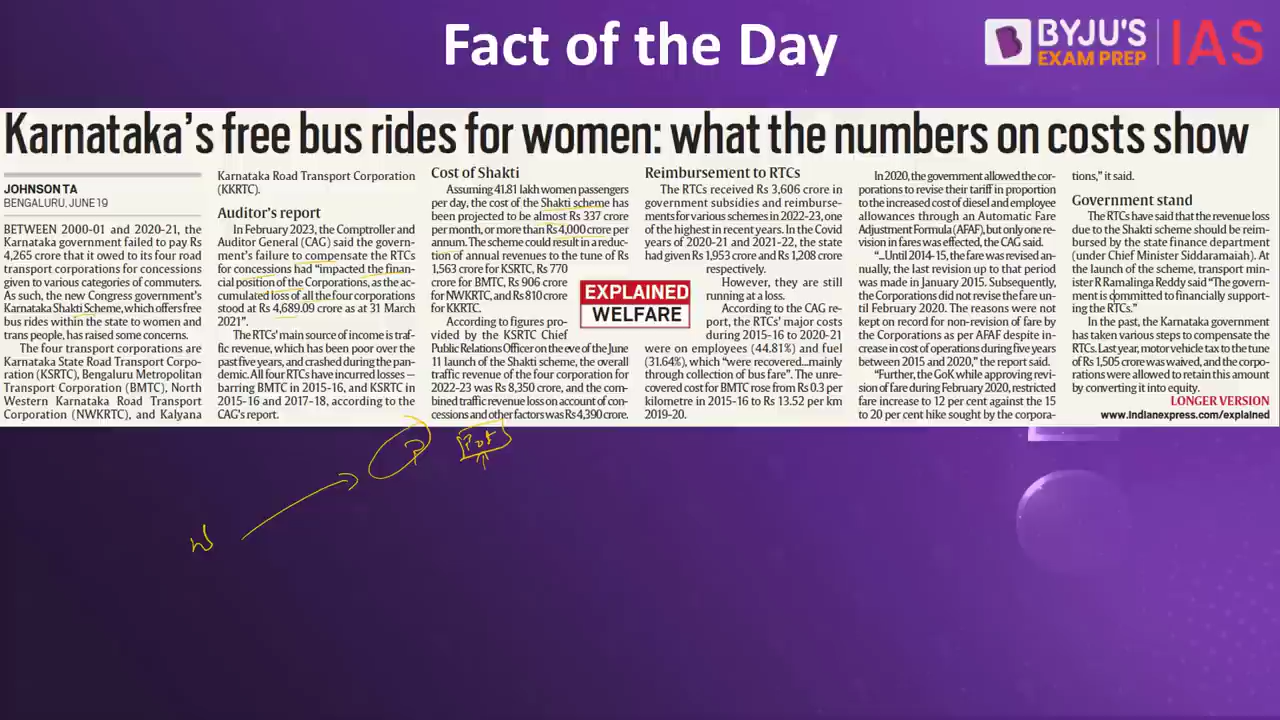 Fact of the Day
BYJU'S
EXAM PREP
IAS
Karnataka's free bus rides for women: what the numbers on costs show
JOHNSON TA
BENGALURU, JUNE 19
BETWEEN 2000-01 and 2020-21, the
Karnataka government failed to pay Rs
4,265 crore that it owed to its four road
transport corporations for concessions
given to various categories of commuters.
As such, the new Congress government's
Karnataka Shakti Scheme, which offers free
bus rides within the state to women and
trans people, has raised some concerns.
The four transport corporations are
Karnataka State Road Transport Corpo-
ration (KSRTC), Bengaluru Metropolitan
Transport Corporation (BMTC), North
Western Karnataka Road Transport
Corporation (NWKRTC), and Kalyana
Karnataka Road Transport Corporation
(KKRTC).
Auditor's report
In February 2023, the Comptroller and
Auditor General (CAG) said the govern-
ment's failure to compensate the RTCs
for concessions had "impacted the finan-
cial position of the Corporations, as the ac-
cumulated loss of all the four corporations
stood at Rs 4,689.09 crore as at 31 March
2021".
The RTCs' main source of income is traf-
fic revenue, which has been poor over the
past five years, and crashed during the pan-
demic. All four RTCs have incurred losses —
barring BMTC in 2015-16, and KSRTC in
2015-16 and 2017-18, according to the
CAG's report.
Cost of Shakti
Assuming 41.81 lakh women passengers
per day, the cost of the Shakti scheme has
been projected to be almost Rs 337 crore
per month, or more than Rs 4,000 crore per
annum. The scheme could result in a reduc-
tion of annual revenues to the tune of Rs
1,563 crore for KSRTC, Rs 770
crore for BMTC, Rs 906 crore
for NWKRTC, and Rs 810 crore
for KKRTC.
According to figures pro-
vided by the KSRTC Chief
Public Relations Officer on the eve of the June
11 launch of the Shakti scheme, the overall
traffic revenue of the four corporation for
2022-23 was Rs 8,350 crore, and the com-
bined traffic revenue loss on account of con-
cessions and other factors was Rs 4,390 crore.
EXPLAINED
WELFARE
Reimbursement to RTCs
The RTCs received Rs 3,606 crore in
government subsidies and reimburse-
ments for various schemes in 2022-23, one
of the highest in recent years. In the Covid
years of 2020-21 and 2021-22, the state
had given Rs 1,953 crore and Rs 1,208 crore
respectively.
However, they are still
running at a loss.
According to the CAG re-
port, the RTCs' major costs
during 2015-16 to 2020-21
were on employees (44.81%) and fuel
(31.64%), which "were recovered...mainly
through collection of bus fare". The unre-
covered cost for BMTC rose from Rs 0.3 per
kilometre in 2015-16 to Rs 13.52 per km
2019-20.
In 2020, the government allowed the cor-
porations to revise their tariff in proportion
to the increased cost of diesel and employee
allowances through an Automatic Fare
Adjustment Formula (AFAF), but only one re-
vision in fares was effected, the CAG said.
"...Until 2014-15, the fare was revised an-
nually, the last revision up to that period
was made in January 2015. Subsequently,
the Corporations did not revise the fare un-
til February 2020. The reasons were not
kept on record for non-revision of fare by
the Corporations as per AFAF despite in-
crease in cost of operations during five years
between 2015 and 2020," the report said.
"Further, the GoK while approving revi-
sion of fare during February 2020, restricted
fare increase to 12 per cent against the 15
to 20 per cent hike sought by the corpora-
tions," it said.
Government stand
The RTCs have said that the revenue loss
due to the Shakti scheme should be reim-
bursed by the state finance department
(under Chief Minister Siddaramaiah). At
the launch of the scheme, transport min-
ister R Ramalinga Reddy said "The govern-
ment is committed to financially support-
ing the RTCs."
In the past, the Karnataka government
has taken various steps to compensate the
RTCs. Last year, motor vehicle tax to the tune
of Rs 1,505 crore was waived, and the corpo-
rations were allowed to retain this amount
by converting it into equity.
LONGER VERSION
www.indianexpress.com/explained
W